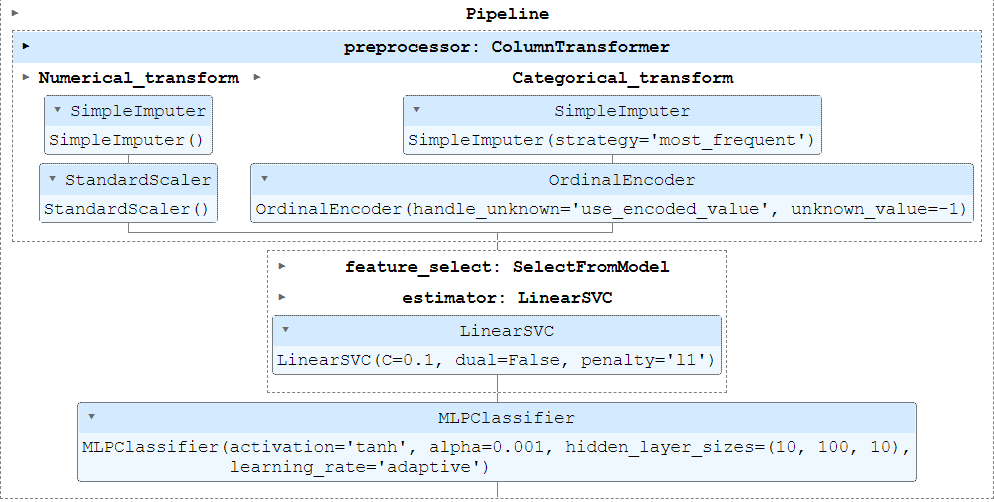 Pipeline
preprocessor: ColumnTransformer
Numerical_transform
Categorical_transform
SimpleImputer
SimpleImputer
SimpleImputer()
SimpleImputer(strategy='most_frequent')
StandardScaler
OrdinalEncoder
StandardScaler()
OrdinalEncoder(handle_unknown='use_encoded_value', unknown_value=-1)
feature_select: SelectFromModel
estimator: LinearSVC
LinearSVC
LinearSVC(C=0.1, dual=False, penalty='l1')
MLPClassifier
MLPClassifier(activation='tanh', alpha=0.001, hidden_layer_sizes=(10, 100, 10),
learning_rate='adaptive')